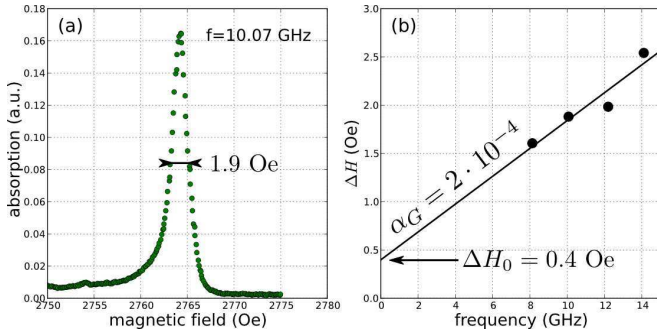 (a)
f=10.07 GHz
1.9 Oe
absorption (a.u.)
0.18
0.16
0.14
0.12
0.10
0.08
0.06
0.04
0.02
0.00
2750 2755 2760 2765 2770 2775 2780
magnetic field (Oe)
(b)
α_G = 2 · 10⁻⁴
ΔH₀ = 0.4 Oe
ΔH (Oe)
3.0
2.5
2.0
1.5
1.0
0.5
0.0
0 2 4 6 8 10 12 14
frequency (GHz)